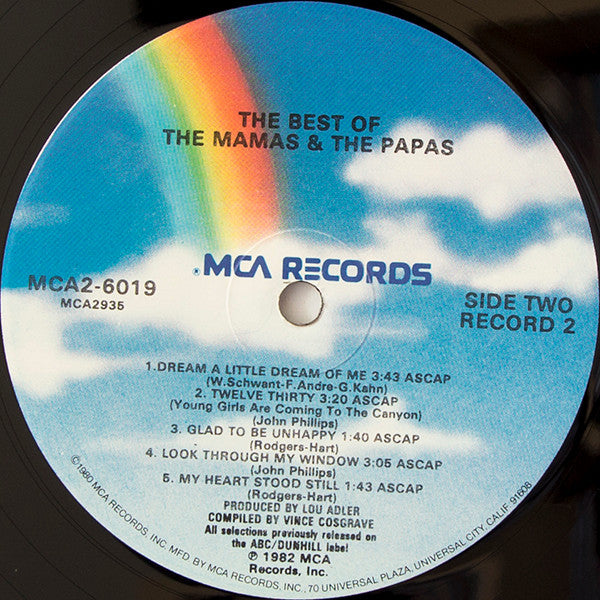 THE BEST OF
THE MAMAS & THE PAPAS
MCA RECORDS
MCA2-6019
MCA2935
SIDE TWO
RECORD 2
1.DREAM A LITTLE DREAM OF ME 3:43 ASCAP
(W.Schwant-F.Andre-G.Kahn)
2. TWELVE THIRTY 3:20 ASCAP
(Young Girls Are Coming To The Canyon)
(John Phillips)
3. GLAD TO BE UNHAPPY 1:40 ASCAP
(Rodgers-Hart)
4. LOOK THROUGH MY WINDOW 3:05 ASCAP
(John Phillips)
5. MY HEART STOOD STILL 1:43 ASCAP
(Rodgers-Hart)
PRODUCED BY LOU ADLER
COMPILED BY VINCE COSGRAVE
All selections previously released on
the ABC/DUNHILL label
℗ 1982 MCA
Records, Inc.
©1980 MCA RECORDS, INC. MFD BY MCA RECORDS, INC., 70 UNIVERSAL PLAZA, UNIVERSAL CITY, CALIF. 91608